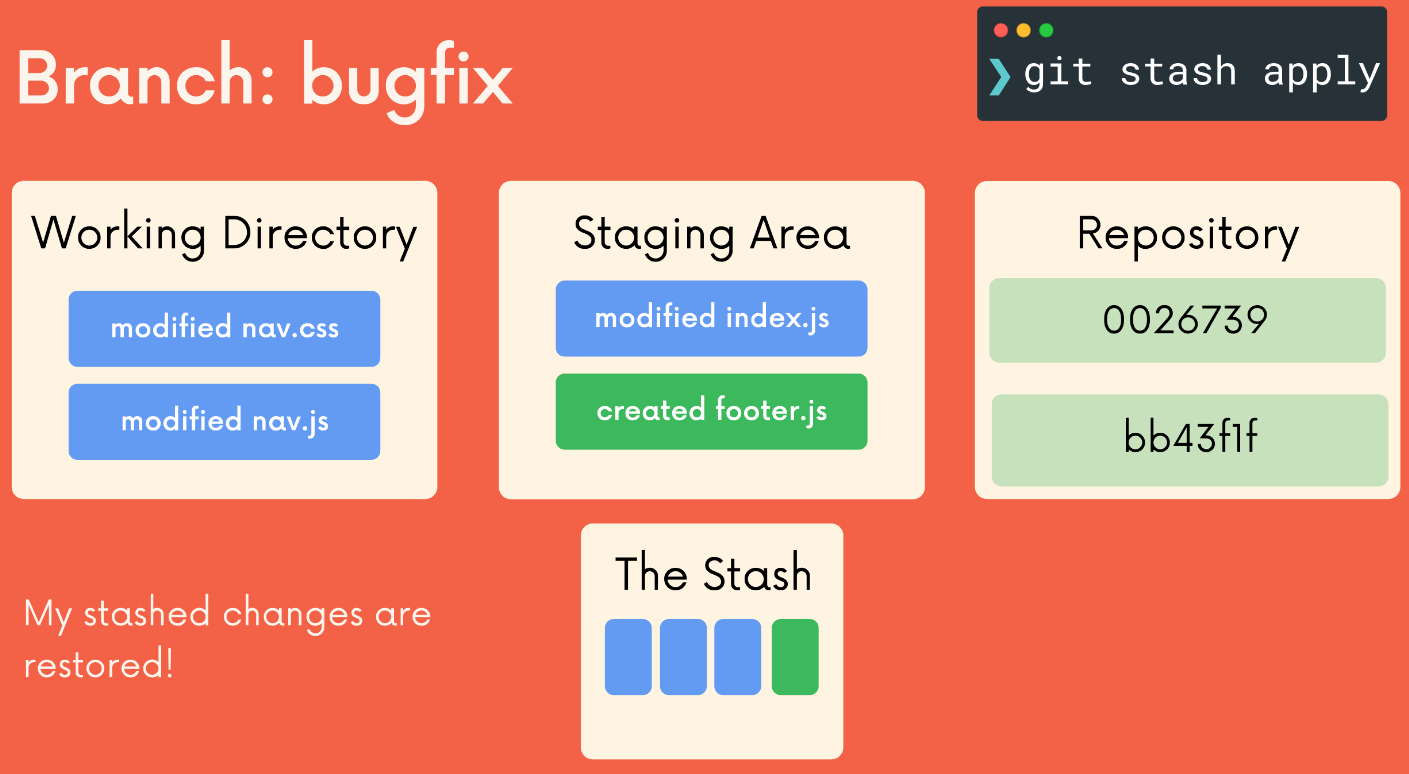 Branch: bugfix
❯ git stash apply
Working Directory
modified nav.css
modified nav.js
Staging Area
modified index.js
created footer.js
Repository
0026739
bb43f1f
The Stash
My stashed changes are
restored!